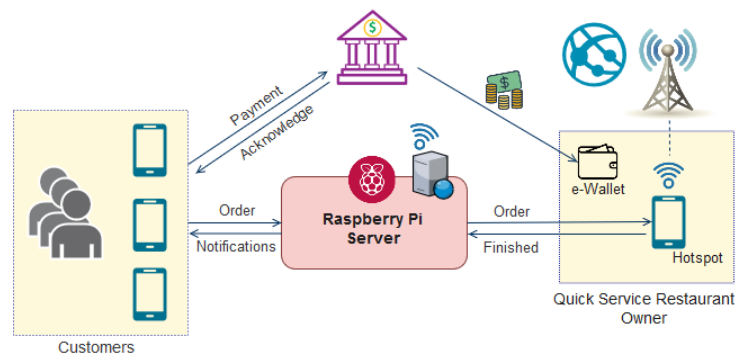 $
$
Payment
Acknowledge
e-Wallet
Order
Notifications
Raspberry Pi
Server
Order
Finished
Hotspot
Customers
Quick Service Restaurant
Owner